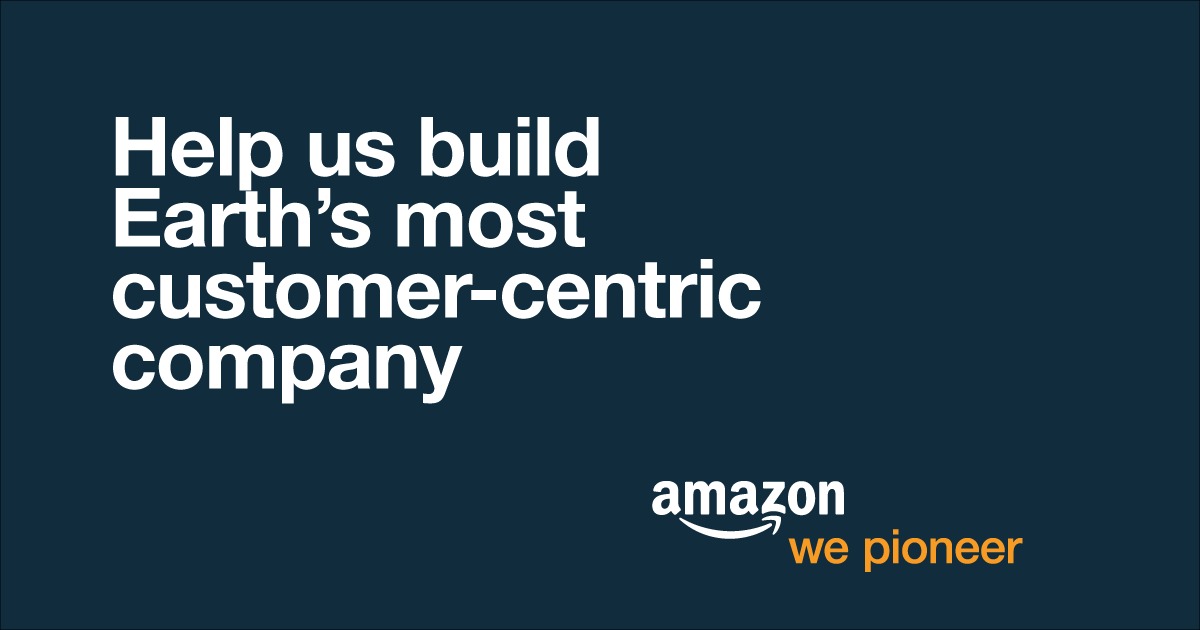 Help us build
Earth’s most
customer-centric
company
amazon
we pioneer